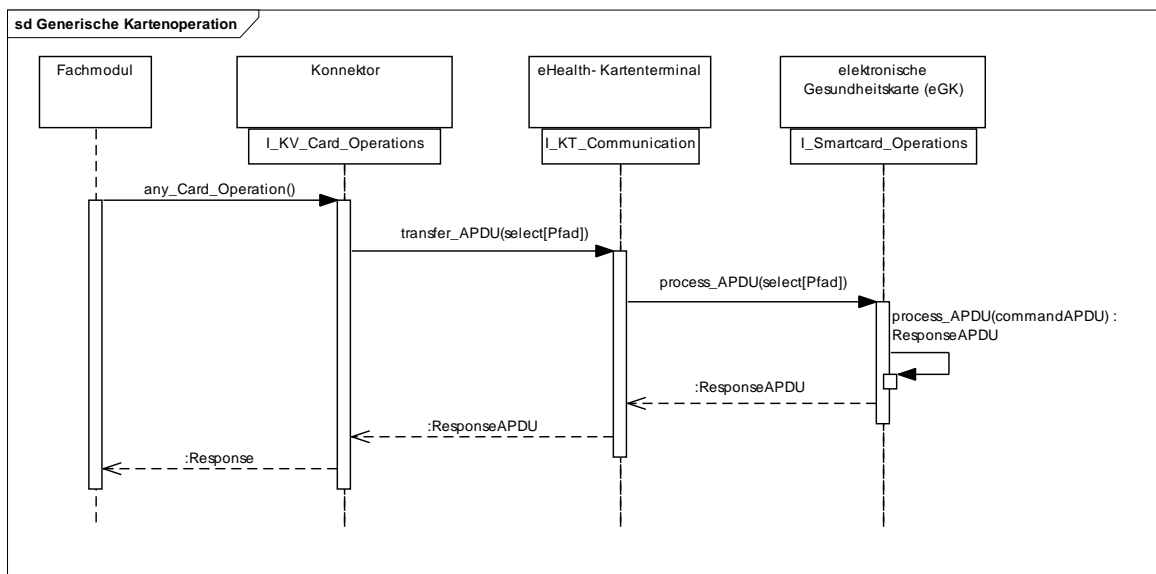 sd Generische Kartenoperation
Fachmodul
Konnektor
eHealth- Kartenterminal
elektronische
Gesundheitskarte (eGK)
I_KV_Card_Operations
I_KT_Communication
I_Smartcard_Operations
any_Card_Operation()
transfer_APDU(select[Pfad])
process_APDU(select[Pfad])
process_APDU(commandAPDU) :
ResponseAPDU
:ResponseAPDU
:ResponseAPDU
:Response